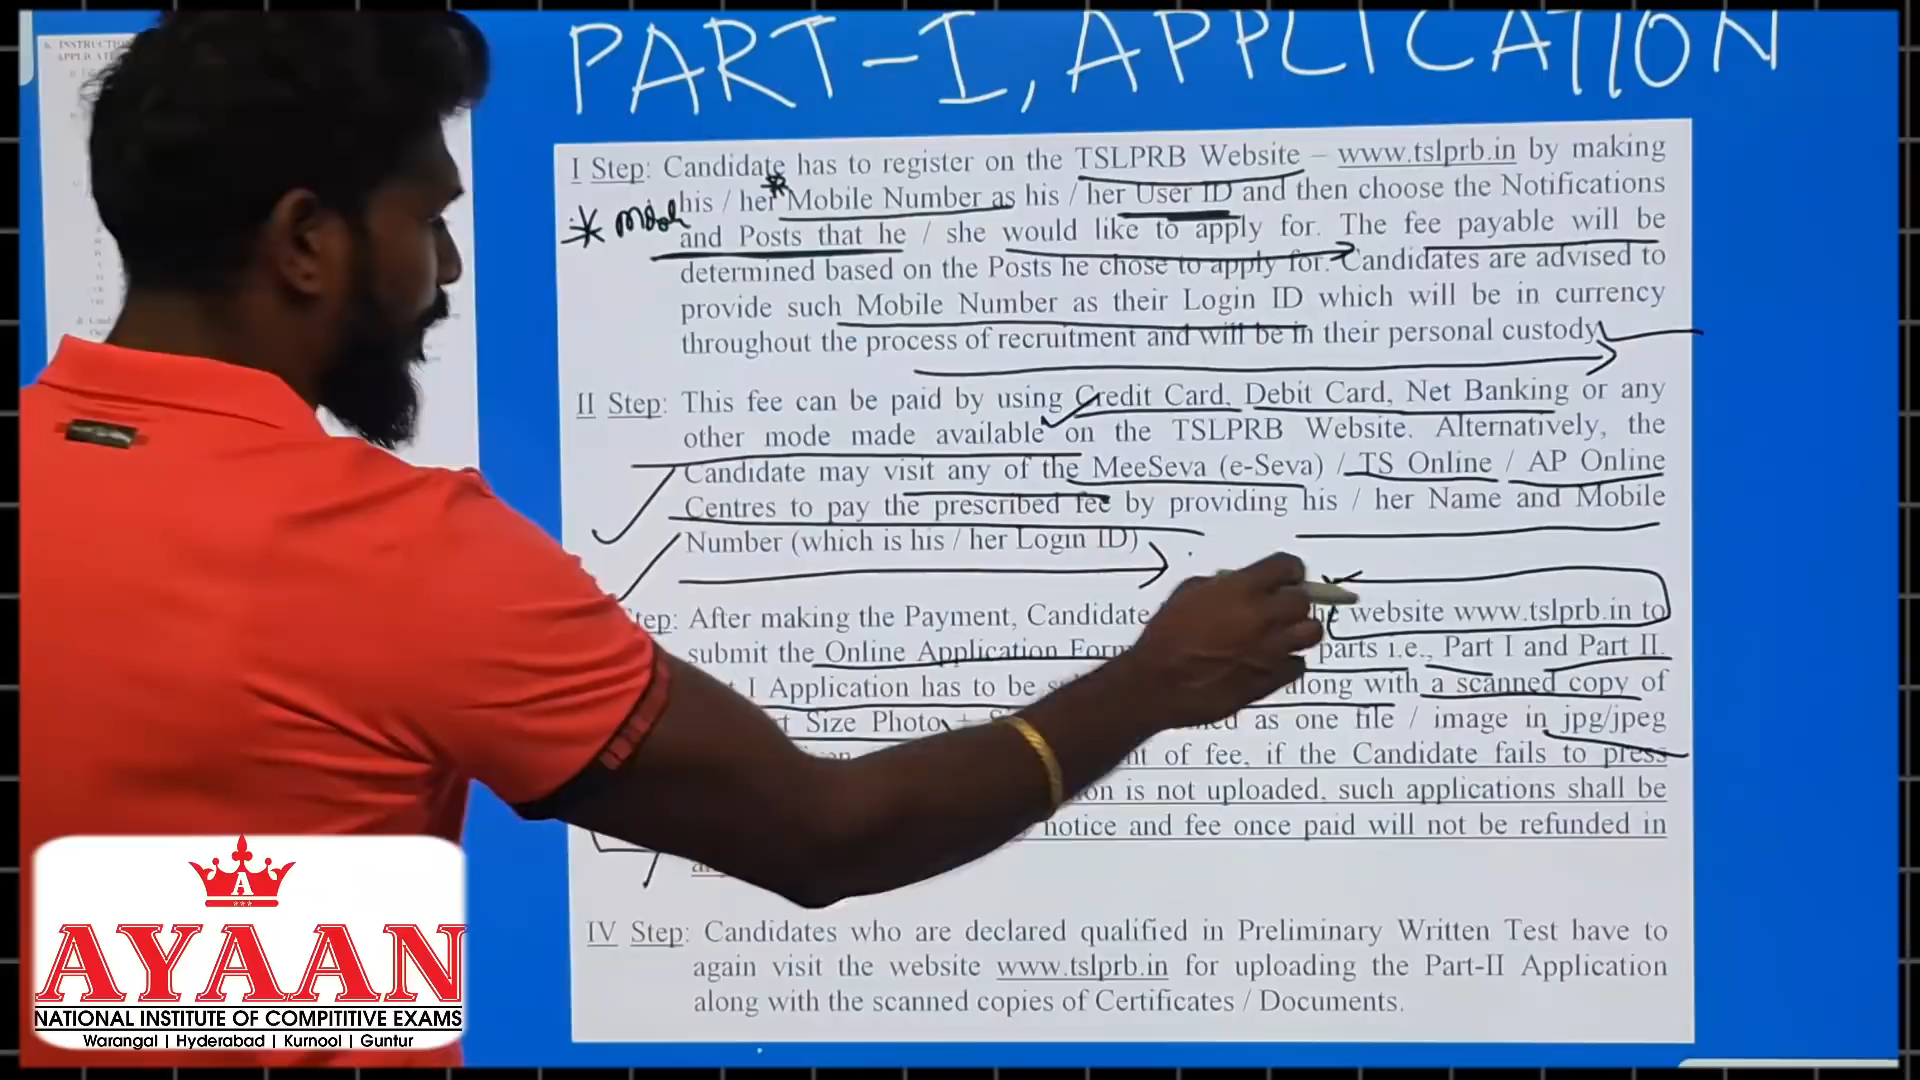 PART-I, APPLICATION
I Step: Candidate has to register on the TSLPRB Website – www.tslprb.in by making
his / her Mobile Number as his / her User ID and then choose the Notifications
and Posts that he / she would like to apply for. The fee payable will be
determined based on the Posts he chose to apply for. Candidates are advised to
provide such Mobile Number as their Login ID which will be in currency
throughout the process of recruitment and will be in their personal custody
II Step: This fee can be paid by using Credit Card, Debit Card, Net Banking or any
other mode made available on the TSLPRB Website. Alternatively, the
Candidate may visit any of the MeeSeva (e-Seva) / TS Online / AP Online
Centres to pay the prescribed fee by providing his / her Name and Mobile
Number (which is his / her Login ID)
Step: After making the Payment, Candidate website www.tslprb.in to
submit the Online Application Form parts i.e., Part I and Part II.
I Application has to be along with a scanned copy of
Size Photo + as one file / image in jpg/jpeg
of fee, if the Candidate fails to press
is not uploaded, such applications shall be
notice and fee once paid will not be refunded in
IV Step: Candidates who are declared qualified in Preliminary Written Test have to
again visit the website www.tslprb.in for uploading the Part-II Application
along with the scanned copies of Certificates / Documents.
A
AYAAN
NATIONAL INSTITUTE OF COMPITITIVE EXAMS
Warangal | Hyderabad | Kurnool | Guntur